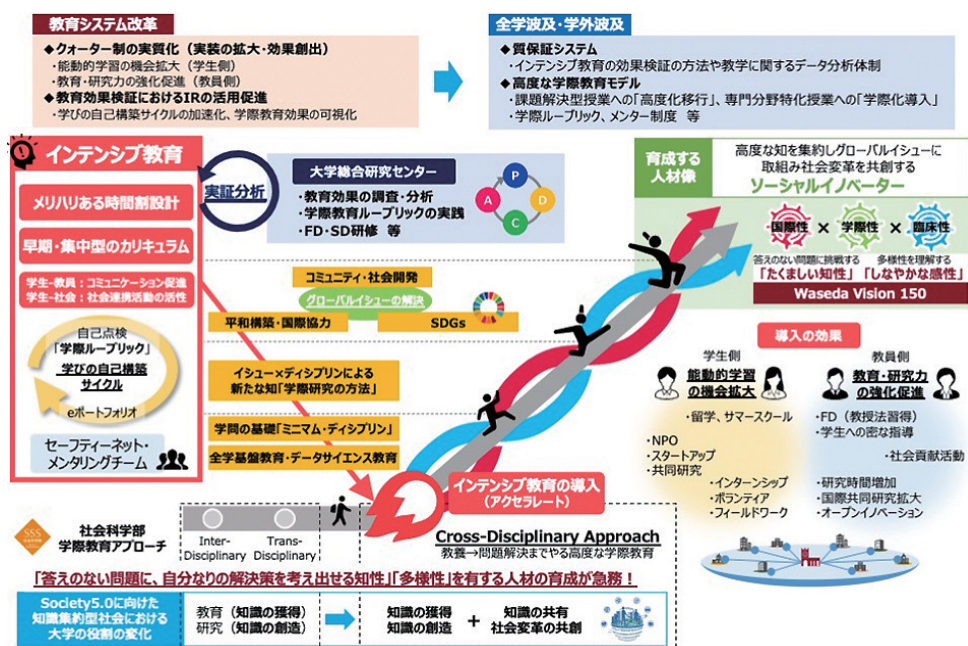 教育システム改革
◆クォーター制の実質化（実装の拡大・効果創出）
・能動的学習の機会拡大（学生側）
・教育・研究力の強化促進（教員側）
◆教育効果検証におけるIRの活用促進
・学びの自己構築サイクルの加速化、学際教育効果の可視化
全学波及・学外波及
◆質保証システム
・インテンシブ教育の効果検証の方法や教学に関するデータ分析体制
◆高度な学際教育モデル
・課題解決型授業への「高度化移行」、専門分野特化授業への「学際化導入」
・学際ルーブリック、メンター制度 等
インテンシブ教育
メリハリある時間割設計
早期・集中型のカリキュラム
学生-教員：コミュニケーション促進
学生-社会：社会連携活動の活性
自己点検
「学際ルーブリック」
学びの自己構築
サイクル
eポートフォリオ
セーフティーネット・
メンタリングチーム
実証分析
大学総合研究センター
・教育効果の調査・分析
・学際教育ルーブリックの実践
・FD・SD研修 等
P
D
C
A
育成する
人材像
高度な知を集約しグローバルイシューに
取組み社会変革を共創する
ソーシャルイノベーター
国際性 × 学際性 × 臨床性
答えのない問題に挑戦する
「たくましい知性」
多様性を理解する
「しなやかな感性」
Waseda Vision 150
コミュニティ・社会開発
グローバルイシューの解決
平和構築・国際協力
SDGs
イシュー×ディシプリンによる
新たな知「学際研究の方法」
学問の基礎「ミニマム・ディシプリン」
全学基盤教育・データサイエンス教育
インテンシブ教育の導入
（アクセラレート）
導入の効果
学生側
能動的学習
の機会拡大
・留学、サマースクール
・NPO
・スタートアップ
・共同研究
・インターンシップ
・ボランティア
・フィールドワーク
教員側
教育・研究力
の強化促進
・FD（教授法習得）
・学生への密な指導
・社会貢献活動
・研究時間増加
・国際共同研究拡大
・オープンイノベーション
SSS
社会科学部
学際教育アプローチ
Inter-
Disciplinary
Trans-
Disciplinary
Cross-Disciplinary Approach
教養→問題解決までやる高度な学際教育
「答えのない問題に、自分なりの解決策を考え出せる知性」「多様性」を有する人材の育成が急務！
Society5.0に向けた
知識集約型社会における
大学の役割の変化
教育（知識の獲得）
研究（知識の創造）
知識の獲得
知識の創造
+
知識の共有
社会変革の共創